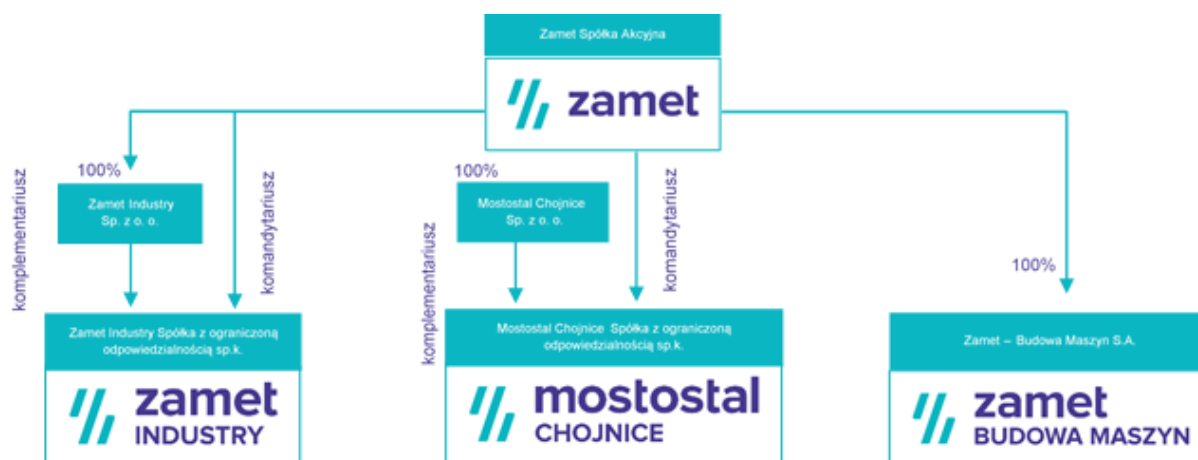 Zamet Spółka Akcyjna
zamet
komplementariusz
100%
Zamet Industry
Sp. z o. o.
komandytariusz
Zamet Industry Spółka z ograniczoną
odpowiedzialnością sp.k.
zamet
INDUSTRY
100%
Mostostal Chojnice
Sp. z o. o.
komplementariusz
komandytariusz
Mostostal Chojnice Spółka z ograniczoną
odpowiedzialnością sp.k.
mostostal
CHOJNICE
100%
Zamet – Budowa Maszyn S.A.
zamet
BUDOWA MASZYN